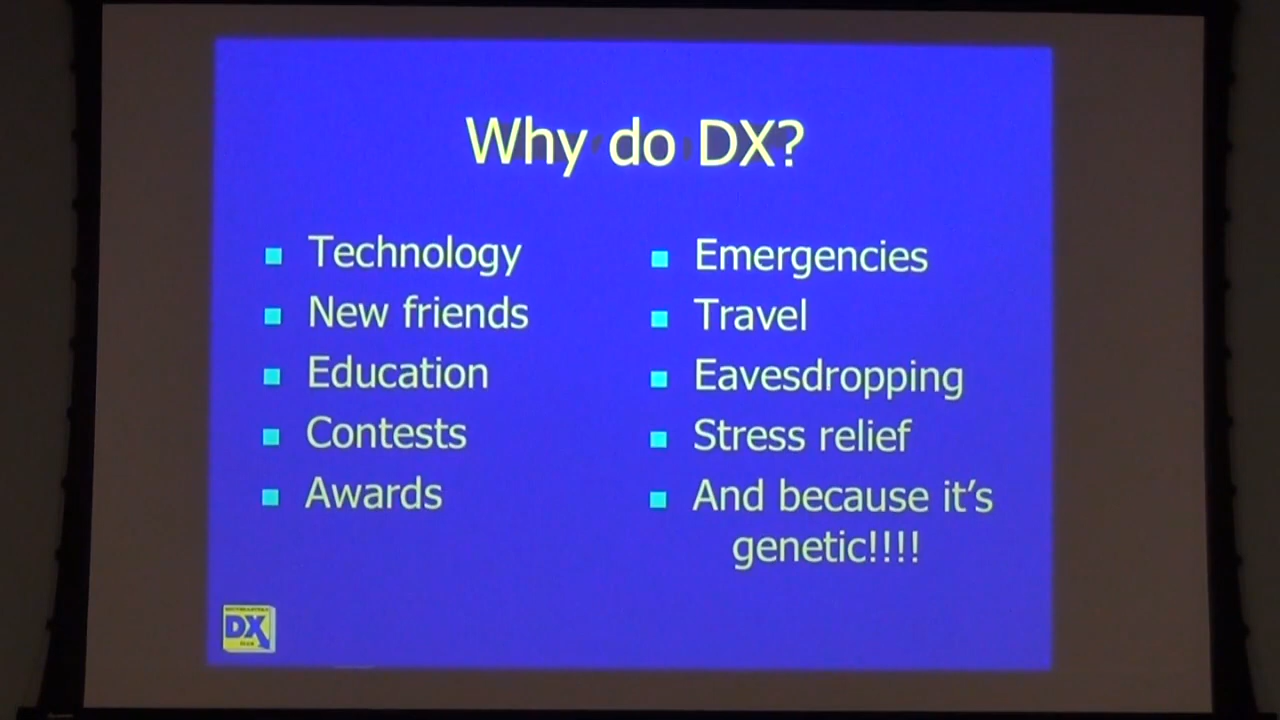 Why do DX?
Technology
New friends
Education
Contests
Awards
Emergencies
Travel
Eavesdropping
Stress relief
And because it's
genetic!!!!
DX